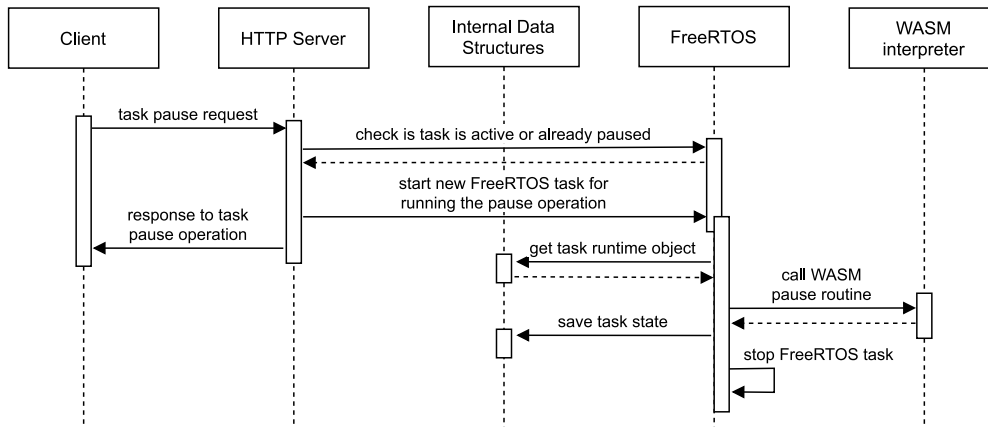 Client
HTTP Server
Internal Data
Structures
FreeRTOS
WASM
interpreter
task pause request
check is task is active or already paused
start new FreeRTOS task for
running the pause operation
response to task
pause operation
get task runtime object
call WASM
pause routine
save task state
stop FreeRTOS task